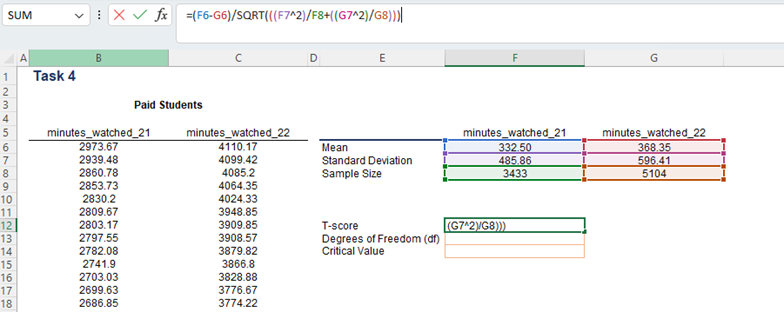 SUM fx =(F6-G6)/SQRT(((F7^2)/F8+((G7^2)/G8)))
A B C D E F G
1 Task 4
2
3 Paid Students
4
5 minutes_watched_21 minutes_watched_22 minutes_watched_21 minutes_watched_22
6 2973.67 4110.17 Mean 332.50 368.35
7 2939.48 4099.42 Standard Deviation 485.86 596.41
8 2860.78 4085.2 Sample Size 3433 5104
9 2853.73 4064.35
10 2830.2 4024.33
11 2809.67 3948.85
12 2803.17 3909.85 T-score (G7^2)/G8)))
13 2797.55 3908.57 Degrees of Freedom (df)
14 2782.08 3879.82 Critical Value
15 2741.9 3866.8
16 2703.03 3828.88
17 2699.63 3776.67
18 2686.85 3774.22